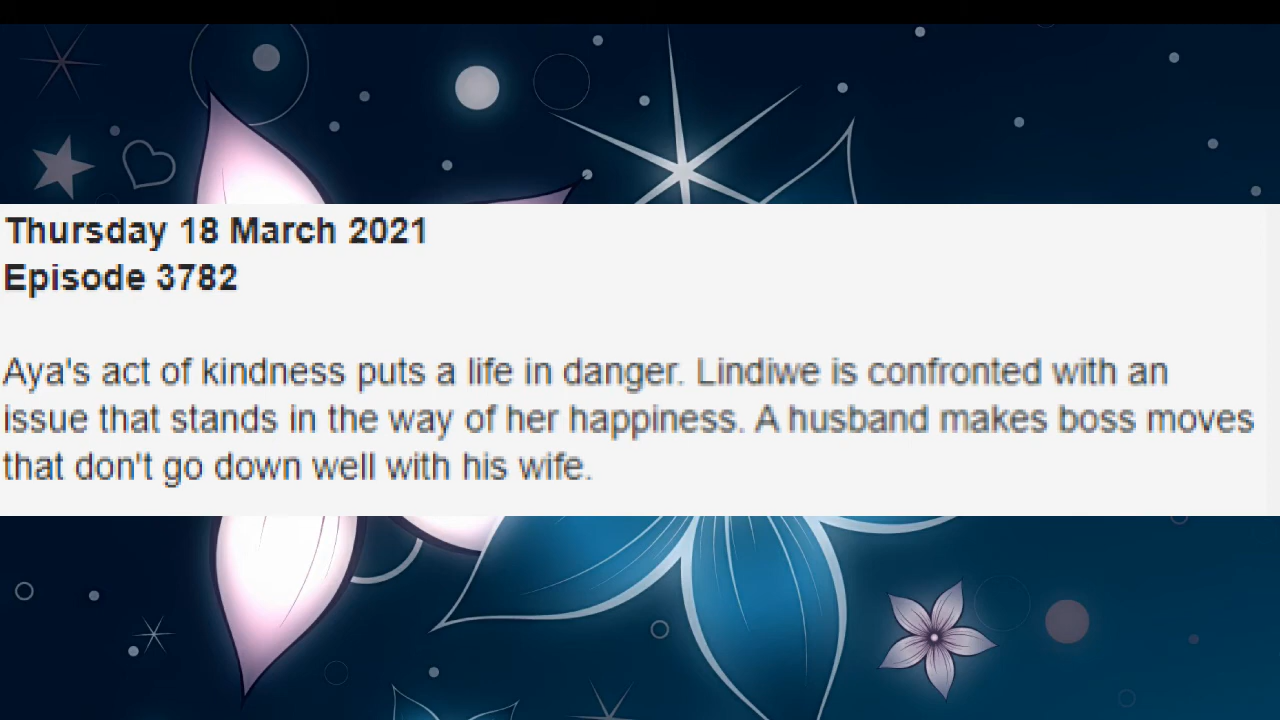 Thursday 18 March 2021
Episode 3782
Aya's act of kindness puts a life in danger. Lindiwe is confronted with an
issue that stands in the way of her happiness. A husband makes boss moves
that don't go down well with his wife.